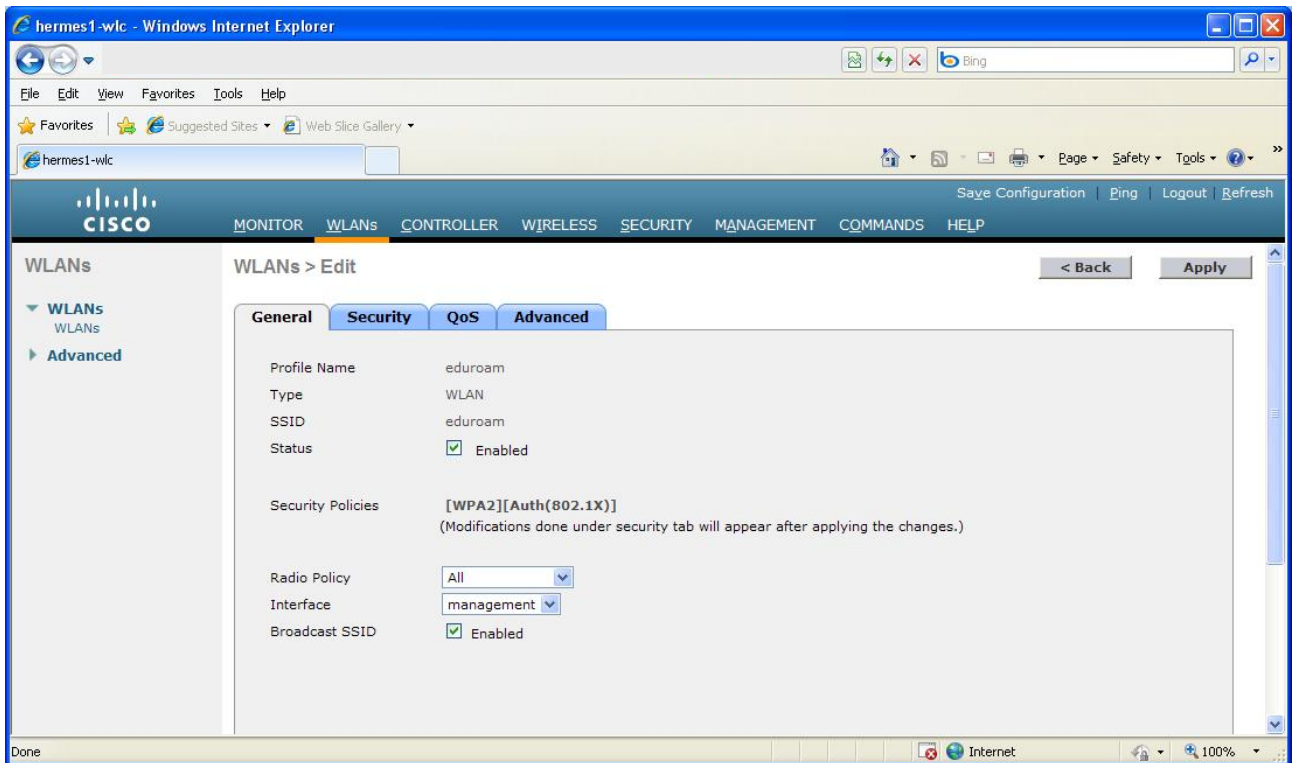 hermes1-wlc - Windows Internet Explorer
Bing
File Edit View Favorites Tools Help
Favorites Suggested Sites Web Slice Gallery
hermes1-wlc Page Safety Tools »
Save Configuration | Ping | Logout | Refresh
CISCO
MONITOR WLANs CONTROLLER WIRELESS SECURITY MANAGEMENT COMMANDS HELP
WLANs
WLANs
WLANs
Advanced
WLANs > Edit
< Back Apply
General Security QoS Advanced
Profile Name eduroam
Type WLAN
SSID eduroam
Status Enabled
Security Policies [WPA2][Auth(802.1X)]
(Modifications done under security tab will appear after applying the changes.)
Radio Policy All
Interface management
Broadcast SSID Enabled
Done Internet 100%